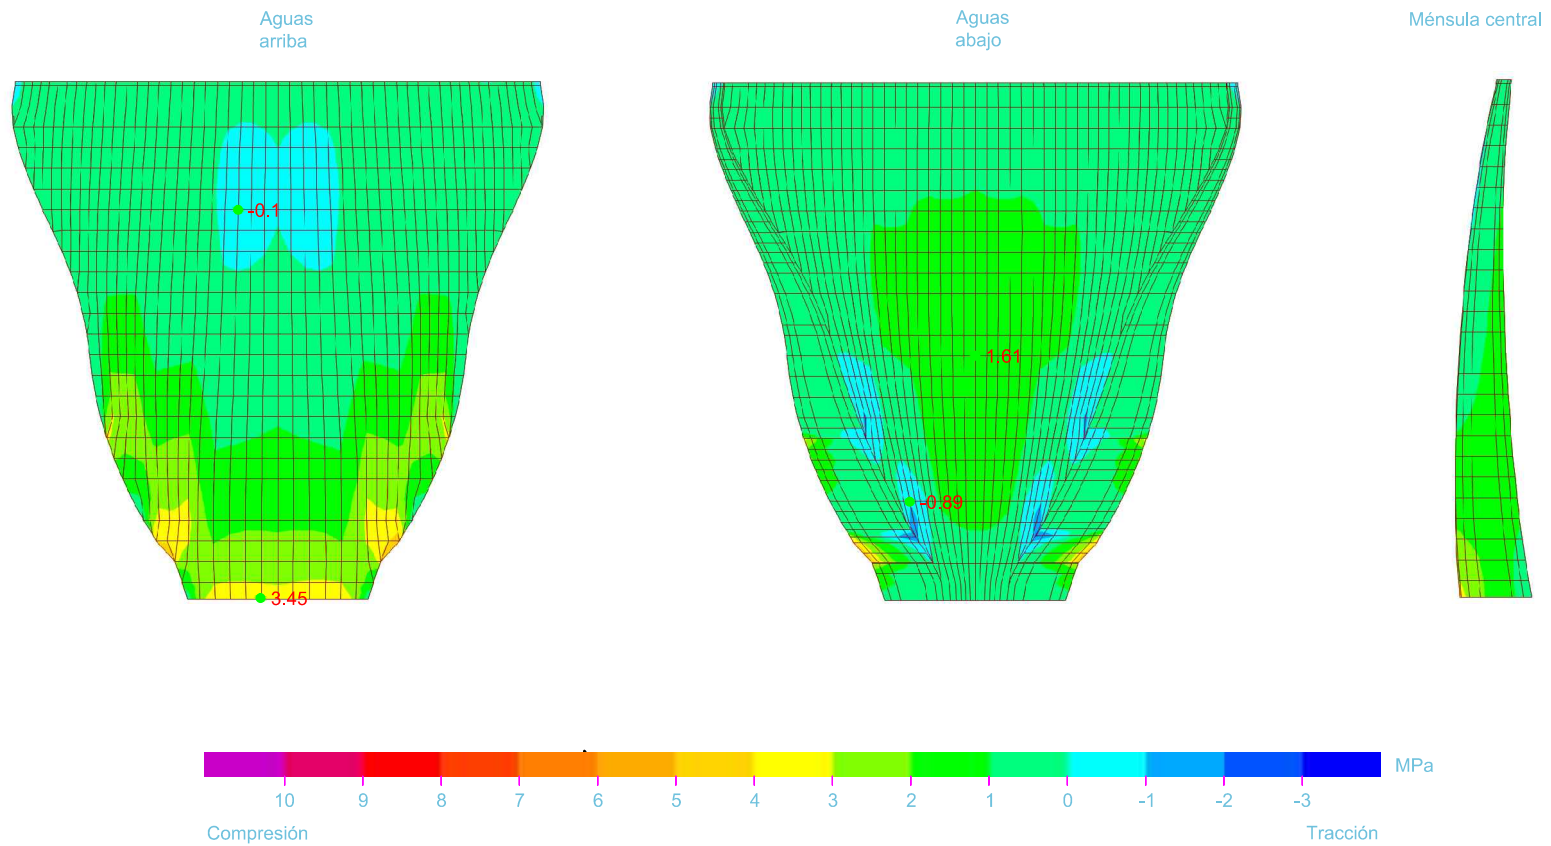 Aguas
arriba
Aguas
abajo
Ménsula central
-0.1
1.61
-0.89
3.45
MPa
10 9 8 7 6 5 4 3 2 1 0 -1 -2 -3
Compresión
Tracción